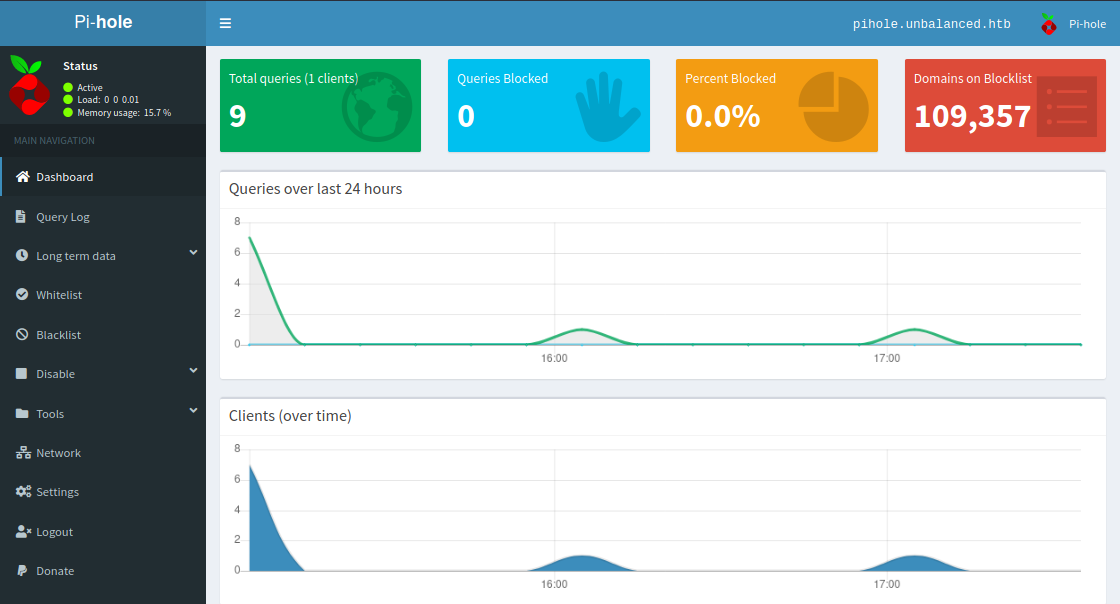 Pi-hole
pihole.unbalanced.htb
Pi-hole
Status
Active
Load: 0 0 0.01
Memory usage: 15.7 %
MAIN NAVIGATION
Dashboard
Query Log
Long term data
Whitelist
Blacklist
Disable
Tools
Network
Settings
Logout
Donate
Total queries (1 clients)
9
Queries Blocked
0
Percent Blocked
0.0%
Domains on Blocklist
109,357
Queries over last 24 hours
8
6
4
2
0
16:00
17:00
Clients (over time)
8
6
4
2
0
16:00
17:00